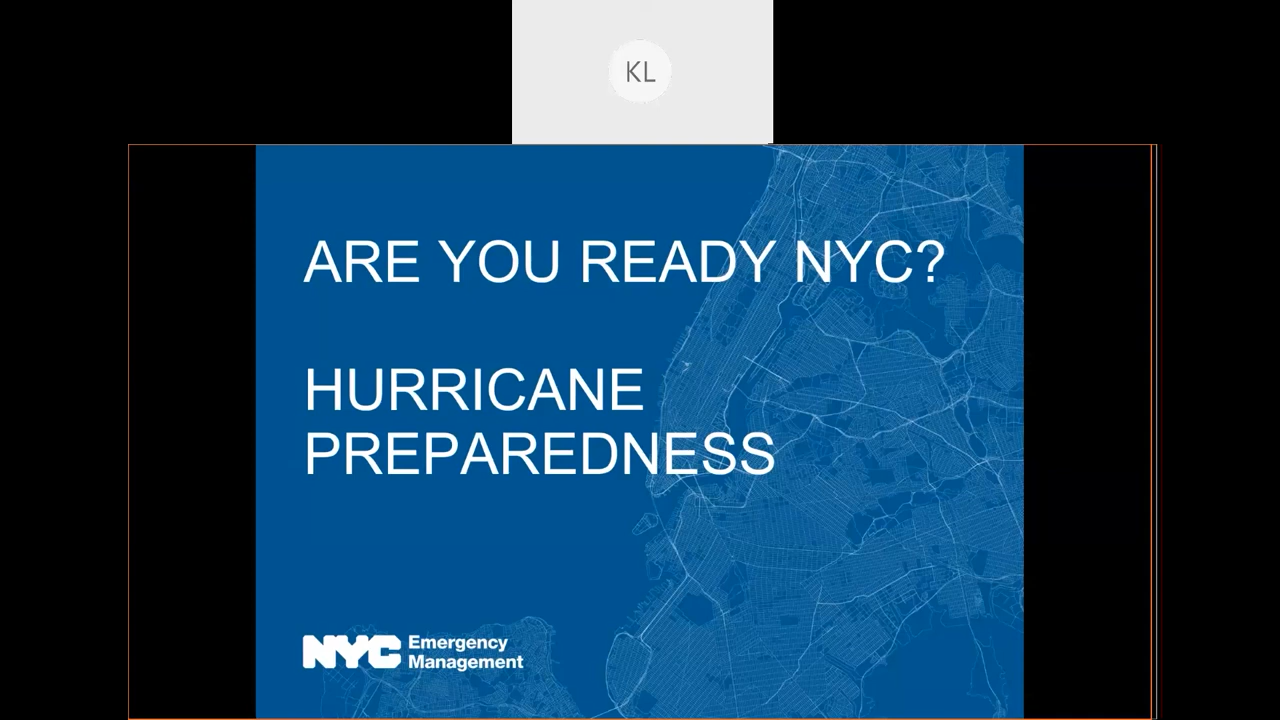 KL
ARE YOU READY NYC?
HURRICANE
PREPAREDNESS
NYC Emergency
Management